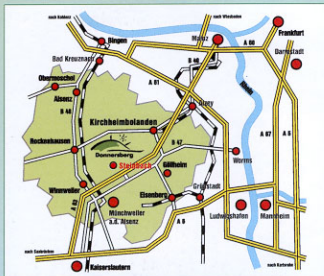 nach Koblenz
nach Wiesbaden
Bingen
Mainz
A 66
Frankfurt
Bad Kreuznach
B 40
Darmstadt
Obermoschel
A 61
Rhein
Alsenz
B 48
Alzey
Kirchheimbolanden
A 67
A 5
Rockenhausen
Donnersberg
B 47
Steinbach
Göllheim
Worms
Winnweiler
Eisenberg
Grünstadt
A 63
Münchweiler
a.d. Alsenz
Ludwigshafen
Mannheim
A 6
nach Saarbrücken
Kaiserslautern
nach Karlsruhe